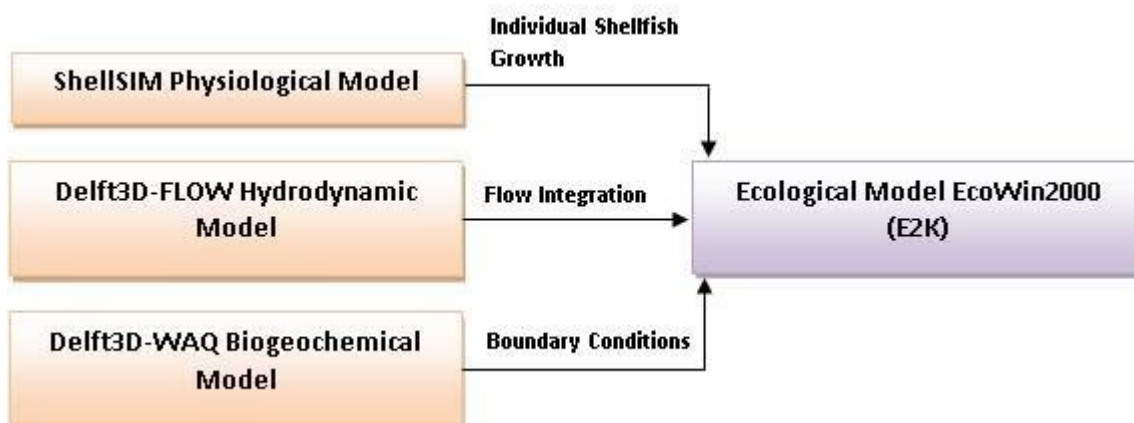 Individual Shellfish
Growth
ShellSIM Physiological Model
Delft3D-FLOW Hydrodynamic
Model
Flow Integration
Ecological Model EcoWin2000
(E2K)
Delft3D-WAQ Biogeochemical
Model
Boundary Conditions